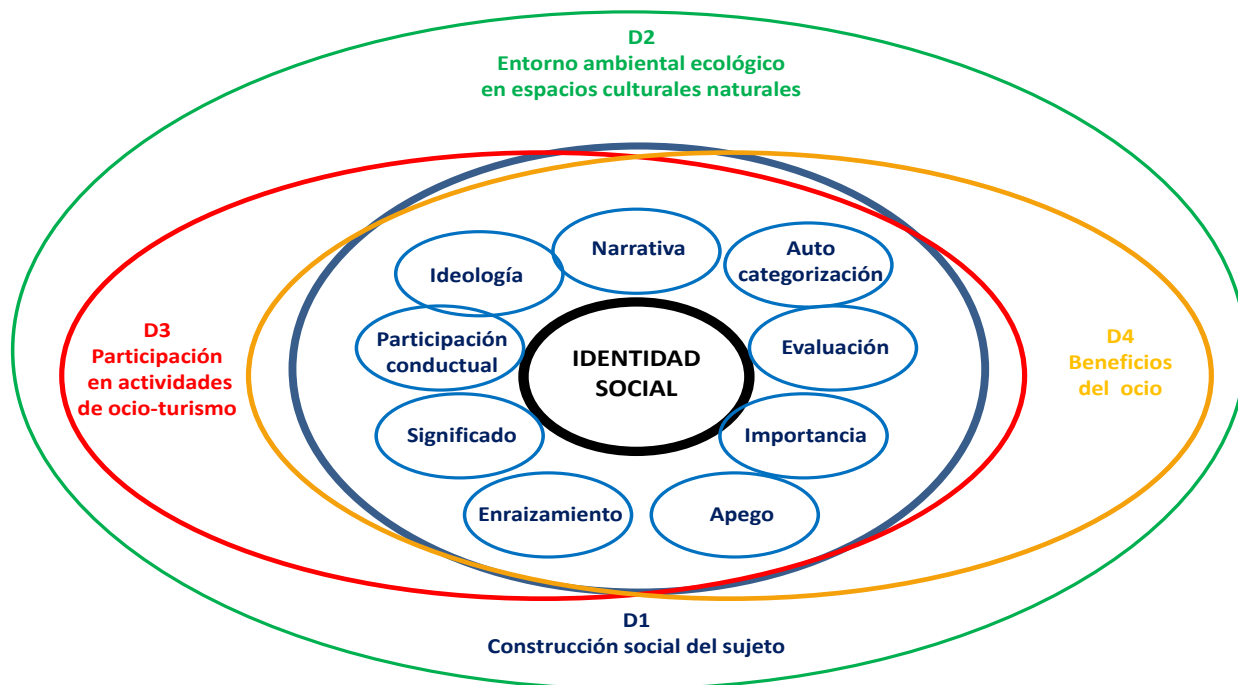 D2
Entorno ambiental ecológico
en espacios culturales naturales
Narrativa
Auto
categorización
Ideología
Participación
conductual
Evaluación
IDENTIDAD
SOCIAL
D3
Participación
en actividades
de ocio-turismo
D4
Beneficios
del ocio
Significado
Importancia
Enraizamiento
Apego
D1
Construcción social del sujeto